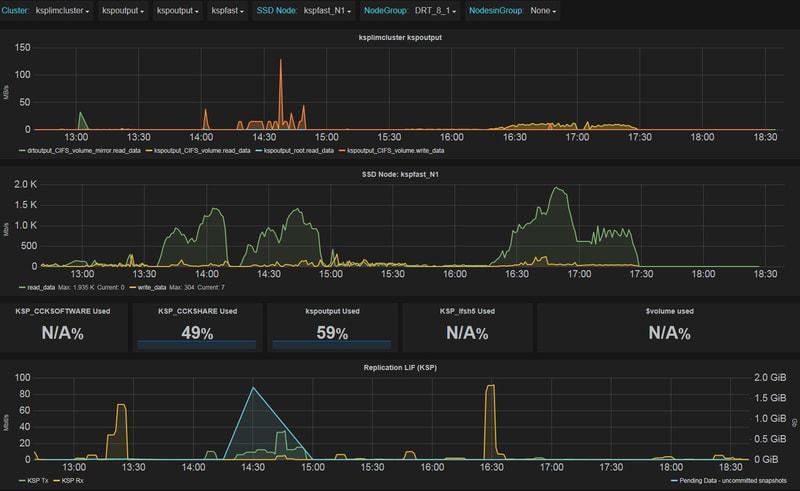 Cluster: ksplimcluster kspoutput kspoutput kspfast SSD Node: kspfast_N1 NodeGroup: DRT_8_1 NodesinGroup: None
ksplimcluster kspoutput
150
100
50
0
MB/s
13:00 13:30 14:00 14:30 15:00 15:30 16:00 16:30 17:00 17:30 18:00 18:30
drtoutput_CIFS_volume_mirror.read_data kspoutput_CIFS_volume.read_data kspoutput_root.read_data kspoutput_CIFS_volume.write_data
SSD Node: kspfast_N1
2.0 K
1.5 K
1.0 K
500
0
Mb/s
13:00 13:30 14:00 14:30 15:00 15:30 16:00 16:30 17:00 17:30 18:00 18:30
read_data Max: 1.935 K Current: 0 write_data Max: 304 Current: 7
KSP_CCKSOFTWARE Used KSP_CCKSHARE Used kspoutput Used KSP_lfsh5 Used $volume used
N/A% 49% 59% N/A% N/A%
Replication LIF (KSP)
100
80
60
40
20
0
Mbit/s
2.0 GiB
1.5 GiB
1.0 GiB
0.5 GiB
0 GiB
13:00 13:30 14:00 14:30 15:00 15:30 16:00 16:30 17:00 17:30 18:00 18:30
KSP Tx KSP Rx Pending Data - uncommitted snapshots